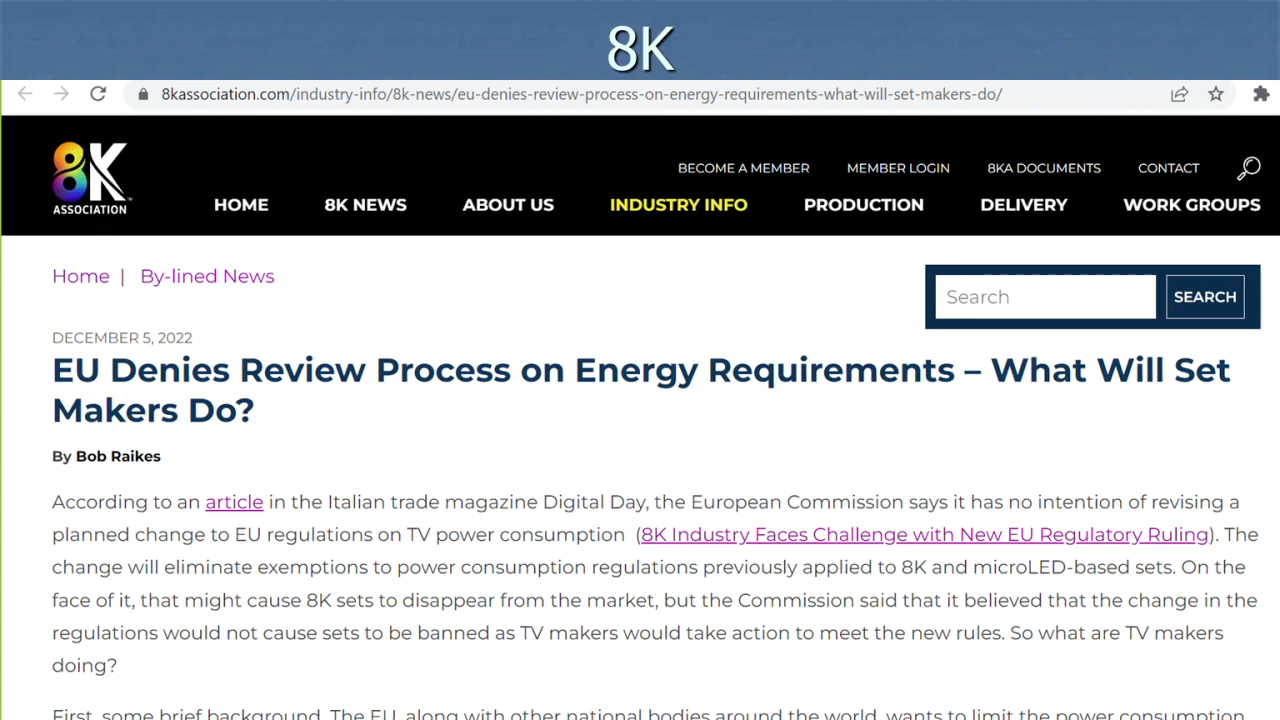 8K
8kassociation.com/industry-info/8k-news/eu-denies-review-process-on-energy-requirements-what-will-set-makers-do/
8K
ASSOCIATION
BECOME A MEMBER MEMBER LOGIN 8KA DOCUMENTS CONTACT
HOME 8K NEWS ABOUT US INDUSTRY INFO PRODUCTION DELIVERY WORK GROUPS
Home | By-lined News
Search SEARCH
DECEMBER 5, 2022
EU Denies Review Process on Energy Requirements – What Will Set
Makers Do?
By Bob Raikes
According to an article in the Italian trade magazine Digital Day, the European Commission says it has no intention of revising a
planned change to EU regulations on TV power consumption (8K Industry Faces Challenge with New EU Regulatory Ruling). The
change will eliminate exemptions to power consumption regulations previously applied to 8K and microLED-based sets. On the
face of it, that might cause 8K sets to disappear from the market, but the Commission said that it believed that the change in the
regulations would not cause sets to be banned as TV makers would take action to meet the new rules. So what are TV makers
doing?
First, some brief background. The EU, along with other national bodies around the world, wants to limit the power consumption